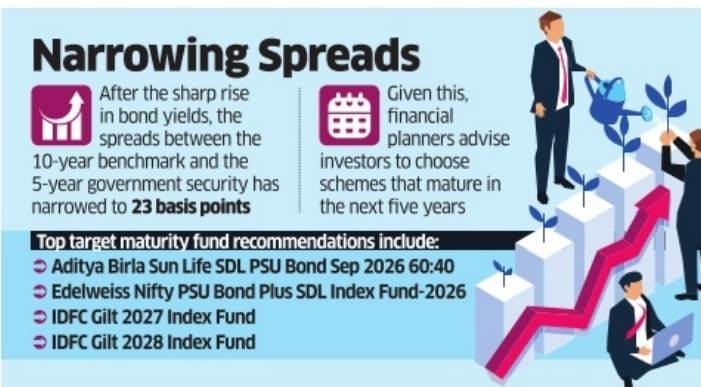 Narrowing Spreads
After the sharp rise
in bond yields, the
spreads between the
10-year benchmark and the
5-year government security has
narrowed to 23 basis points
Given this,
financial
planners advise
investors to choose
schemes that mature in
the next five years
Top target maturity fund recommendations include:
Aditya Birla Sun Life SDL PSU Bond Sep 2026 60:40
Edelweiss Nifty PSU Bond Plus SDL Index Fund-2026
IDFC Gilt 2027 Index Fund
IDFC Gilt 2028 Index Fund